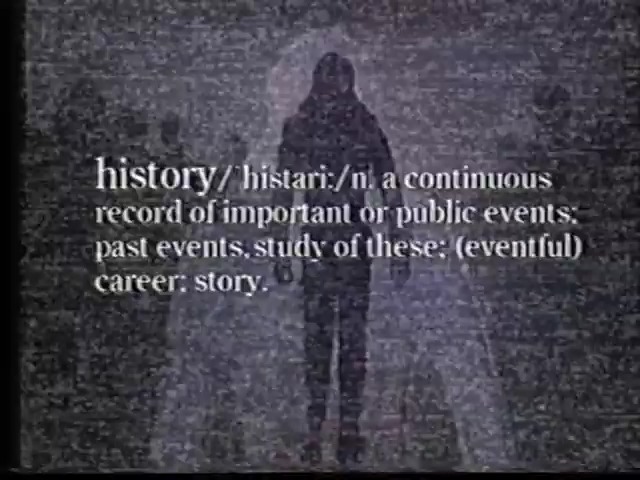 history/'histari:/n. a continuous
record of important or public events;
past events, study of these; (eventful)
career; story.